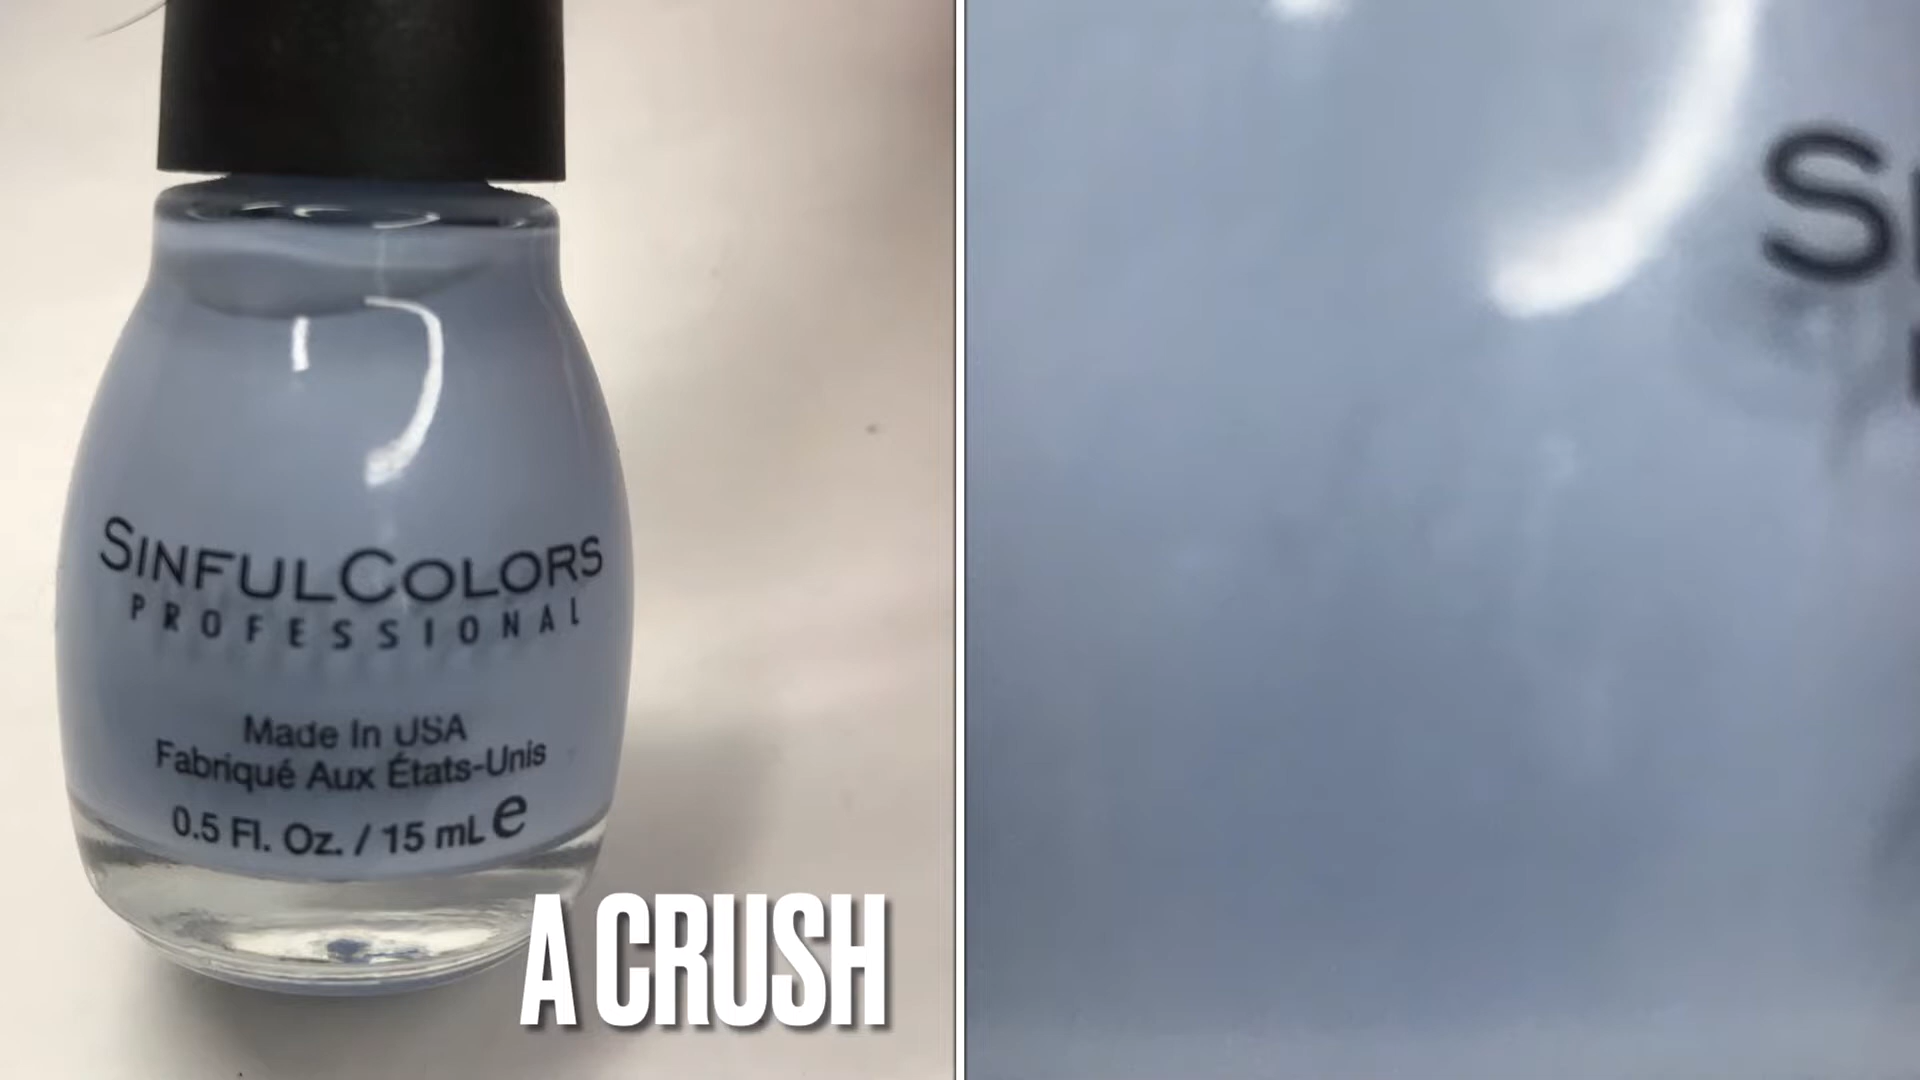 SINFULCOLORS
PROFESSIONAL
Made In USA
Fabriqué Aux États-Unis
0.5 Fl. Oz. / 15 mL e
A CRUSH
S